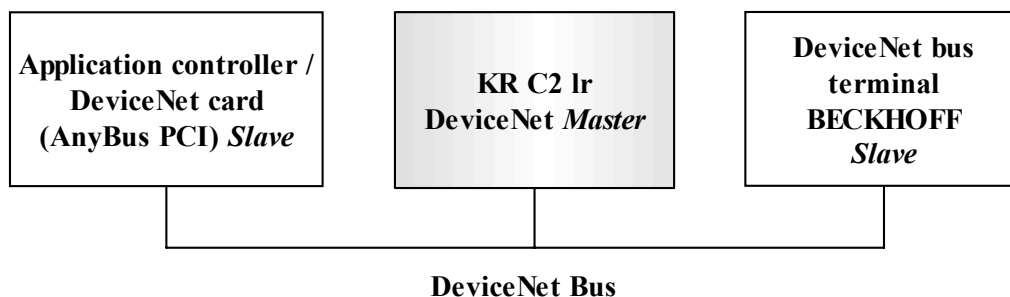 Application controller /
DeviceNet card
(AnyBus PCI) Slave
KR C2 lr
DeviceNet Master
DeviceNet bus
terminal
BECKHOFF
Slave
DeviceNet Bus